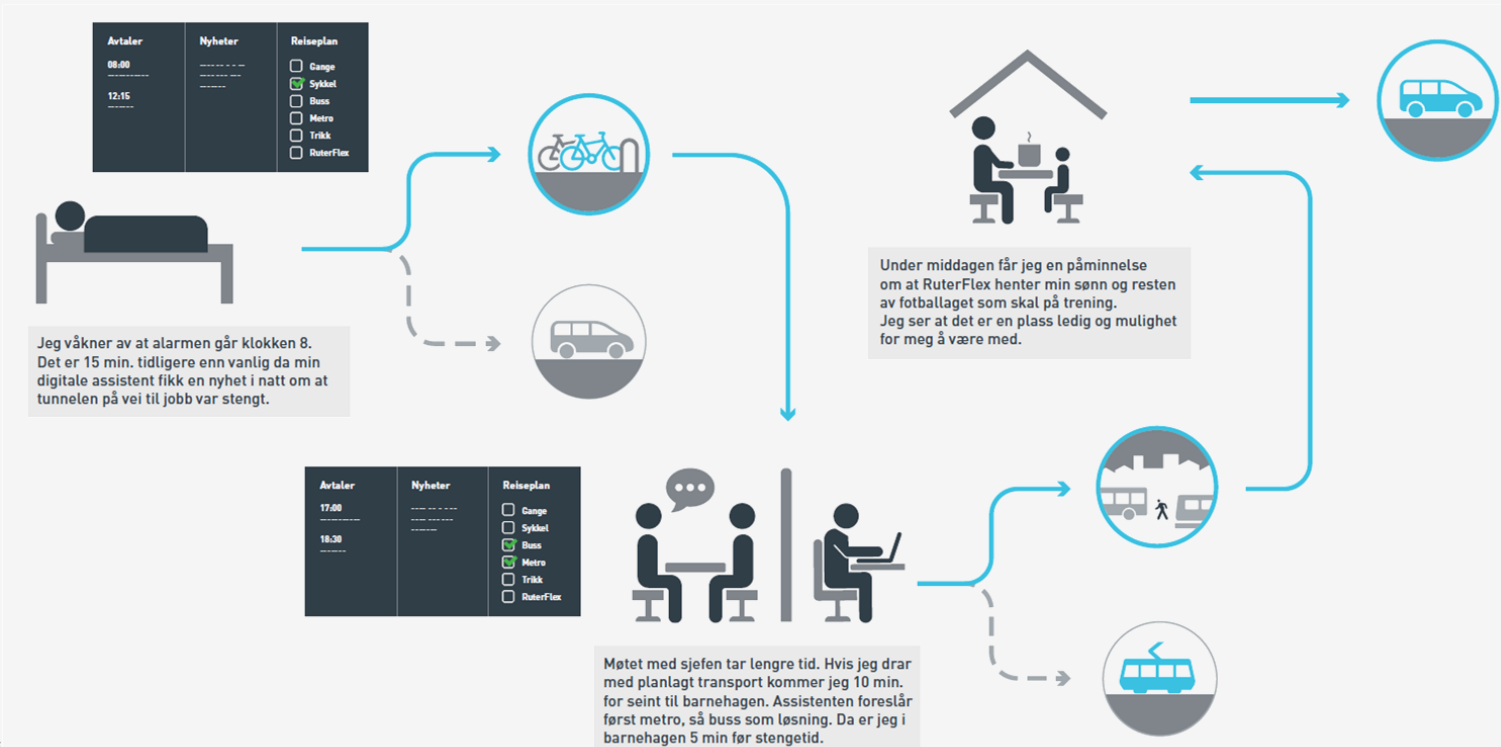 Avtaler
08:00
12:15
Nyheter
Reiseplan
Gange
Sykkel
Buss
Metro
Trikk
RuterFlex
Jeg våkner av at alarmen går klokken 8.
Det er 15 min. tidligere enn vanlig da min
digitale assistent fikk en nyhet i natt om at
tunnelen på vei til jobb var stengt.
Avtaler
17:00
18:30
Nyheter
Reiseplan
Gange
Sykkel
Buss
Metro
Trikk
RuterFlex
Møtet med sjefen tar lengre tid. Hvis jeg drar
med planlagt transport kommer jeg 10 min.
for seint til barnehagen. Assistenten foreslår
først metro, så buss som løsning. Da er jeg i
barnehagen 5 min før stengetid.
Under middagen får jeg en påminnelse
om at RuterFlex henter min sønn og resten
av fotballaget som skal på trening.
Jeg ser at det er en plass ledig og mulighet
for meg å være med.